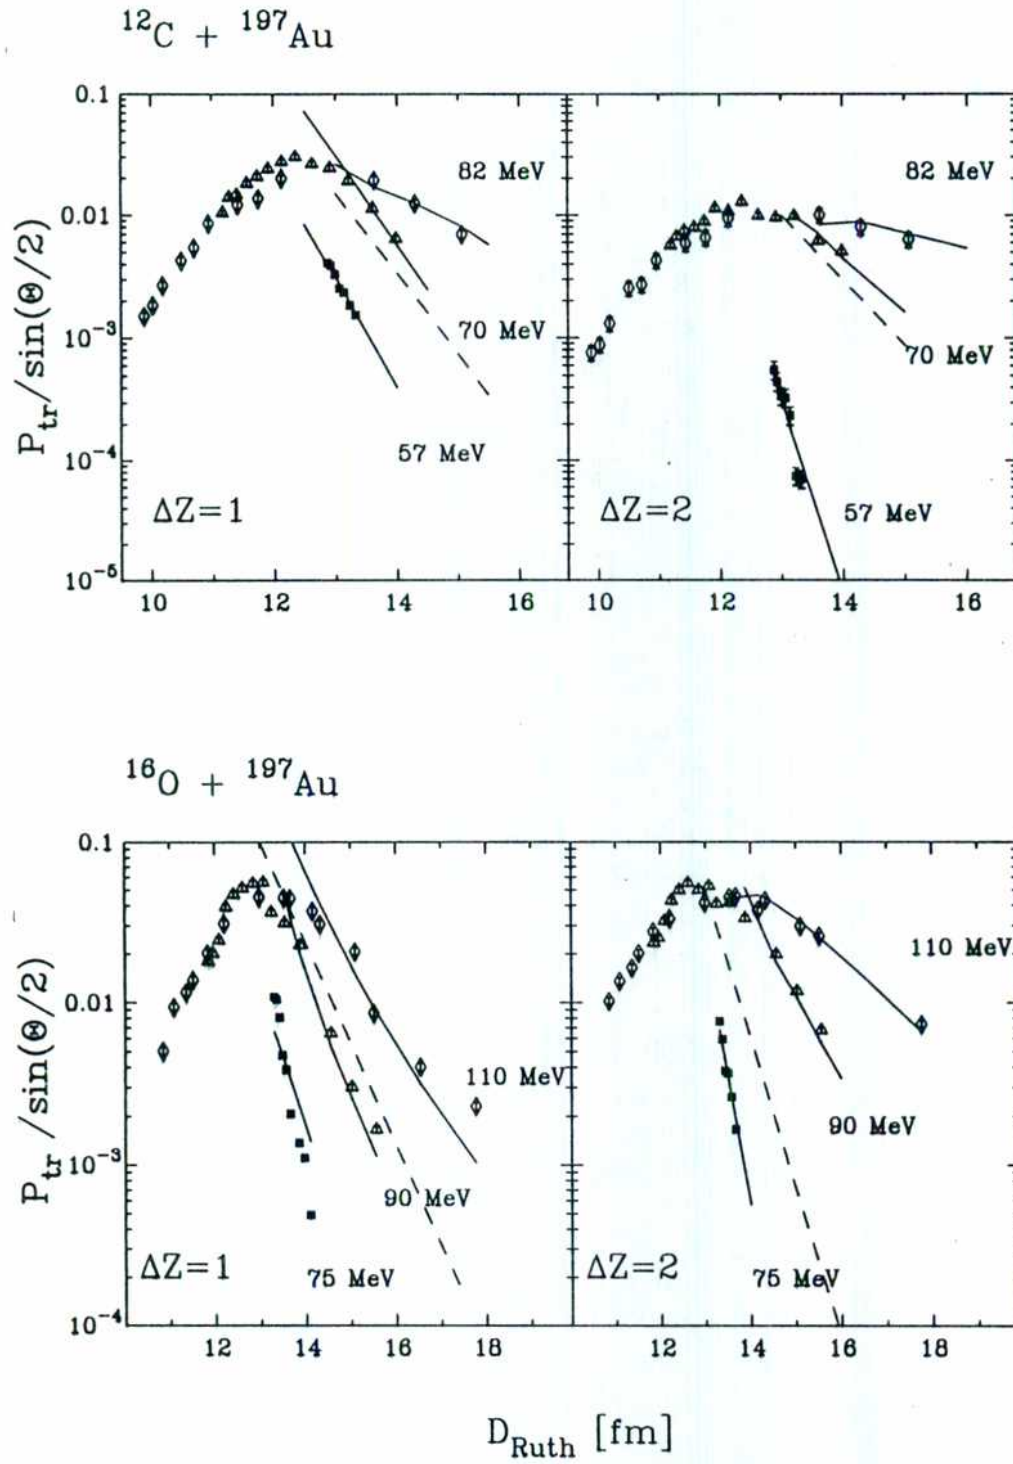 ¹²C + ¹⁹⁷Au
0.1
0.01
10⁻³
10⁻⁴
10⁻⁵
Pₜᵣ/sin(Θ/2)
82 MeV
70 MeV
57 MeV
ΔZ=1
10 12 14 16
82 MeV
70 MeV
57 MeV
ΔZ=2
10 12 14 16
¹⁶O + ¹⁹⁷Au
0.1
0.01
10⁻³
10⁻⁴
Pₜᵣ/sin(Θ/2)
110 MeV
90 MeV
75 MeV
ΔZ=1
12 14 16 18
110 MeV
90 MeV
75 MeV
ΔZ=2
12 14 16 18
D_Ruth [fm]